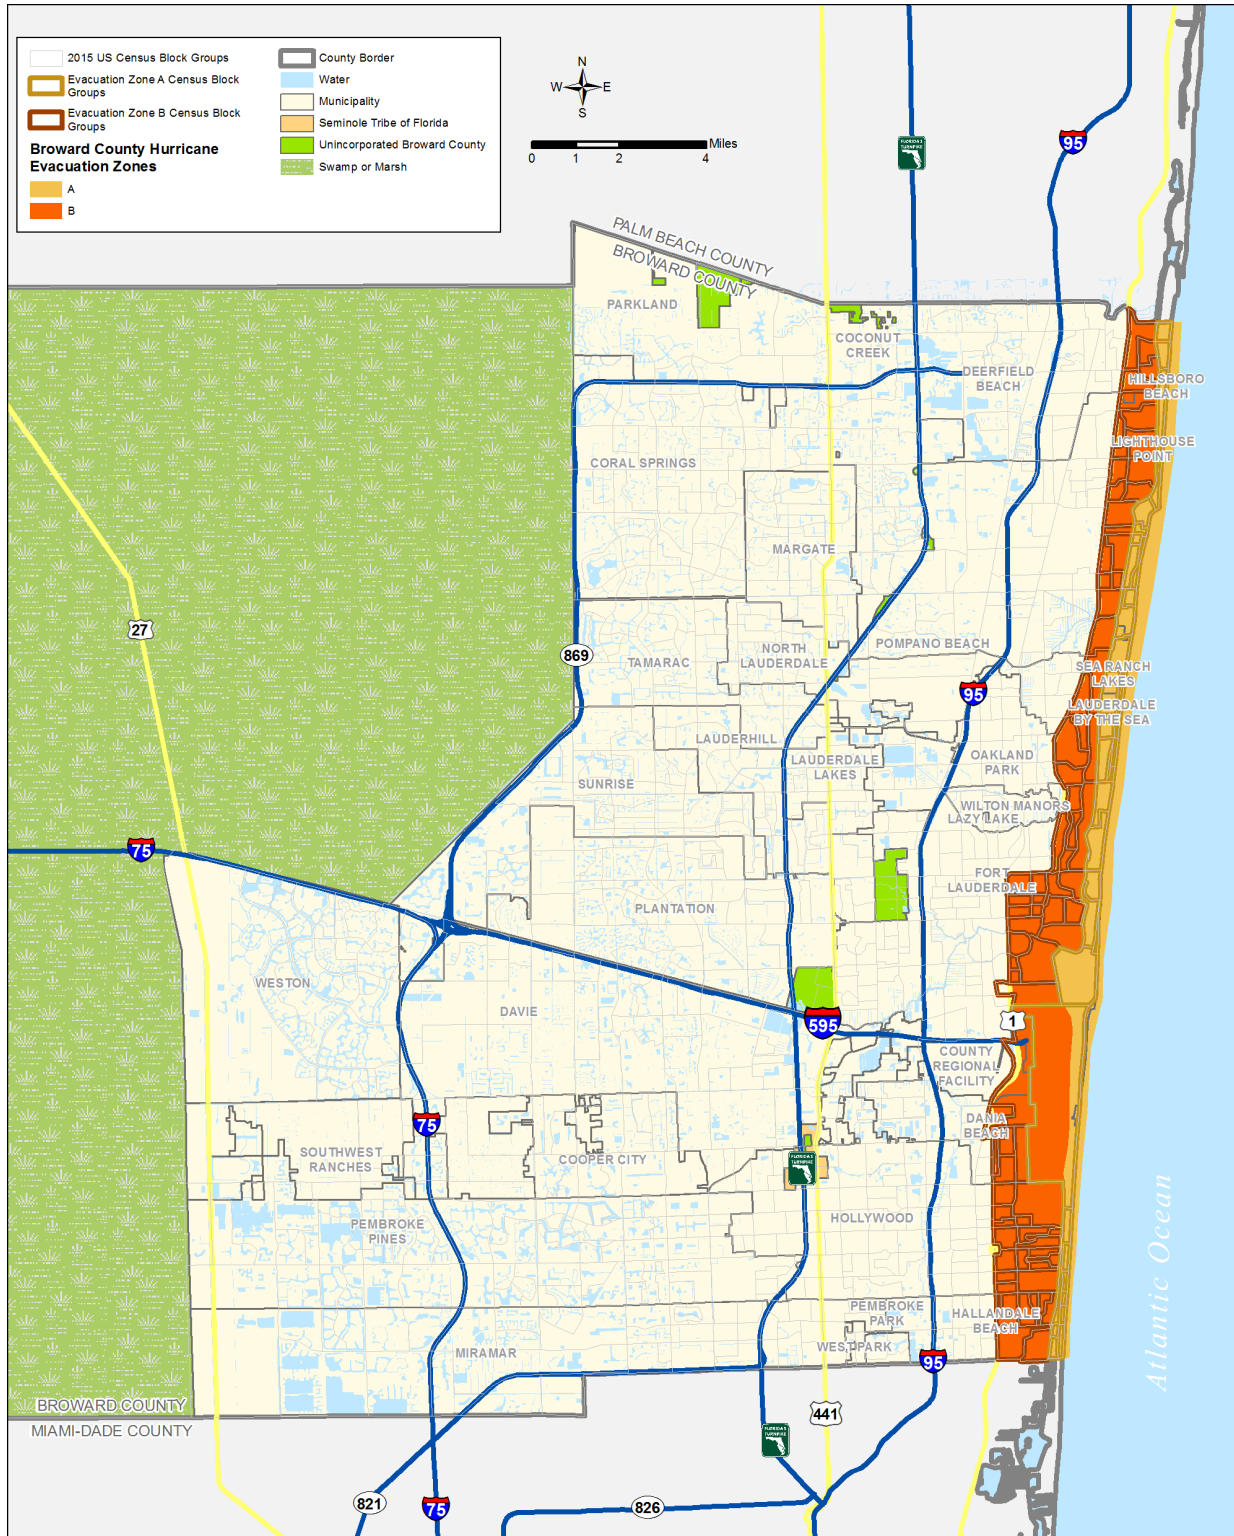 2015 US Census Block Groups
Evacuation Zone A Census Block
Groups
Evacuation Zone B Census Block
Groups
Broward County Hurricane
Evacuation Zones
A
B
County Border
Water
Municipality
Seminole Tribe of Florida
Unincorporated Broward County
Swamp or Marsh
N
W E
S
Miles
0 1 2 4
FLORIDA'S
TURNPIKE
95
PALM BEACH COUNTY
BROWARD COUNTY
PARKLAND
COCONUT
CREEK
DEERFIELD
BEACH
HILLSBORO
BEACH
LIGHTHOUSE
POINT
CORAL SPRINGS
MARGATE
27
869
TAMARAC
NORTH
LAUDERDALE
POMPANO BEACH
SEA RANCH
LAKES
95
LAUDERDALE
BY THE SEA
LAUDERHILL
LAUDERDALE
LAKES
OAKLAND
PARK
SUNRISE
WILTON MANORS
LAZY LAKE
75
FORT
LAUDERDALE
PLANTATION
WESTON
DAVIE
595
1
COUNTY
REGIONAL
FACILITY
75
DANIA
BEACH
SOUTHWEST
RANCHES
COOPER CITY
FLORIDA'S
TURNPIKE
PEMBROKE
PINES
HOLLYWOOD
Atlantic Ocean
PEMBROKE
PARK
HALLANDALE
BEACH
MIRAMAR
WEST PARK
95
BROWARD COUNTY
MIAMI-DADE COUNTY
441
FLORIDA'S
TURNPIKE
821
75
826